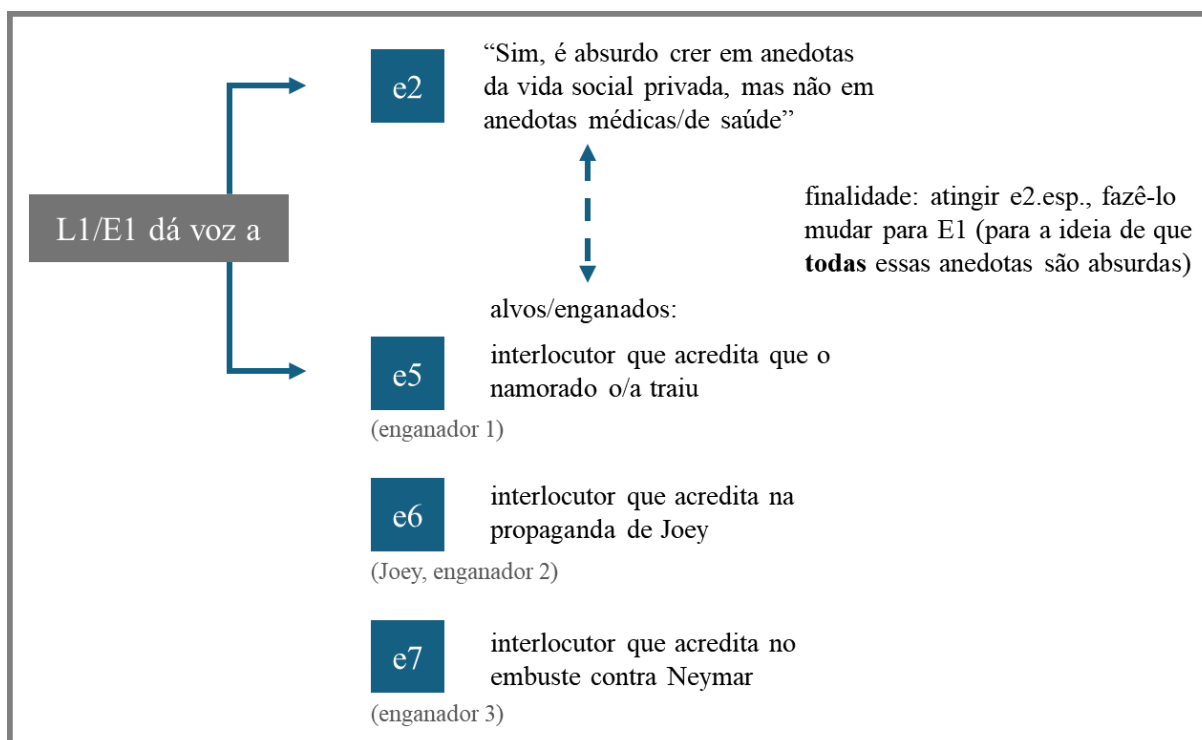 e2
“Sim, é absurdo crer em anedotas
da vida social privada, mas não em
anedotas médicas/de saúde”
L1/E1 dá voz a
finalidade: atingir e2.esp., fazê-lo
mudar para E1 (para a ideia de que
todas essas anedotas são absurdas)
alvos/enganados:
e5
interlocutor que acredita que o
namorado o/a traiu
(enganador 1)
e6
interlocutor que acredita na
propaganda de Joey
(Joey, enganador 2)
e7
interlocutor que acredita no
embuste contra Neymar
(enganador 3)